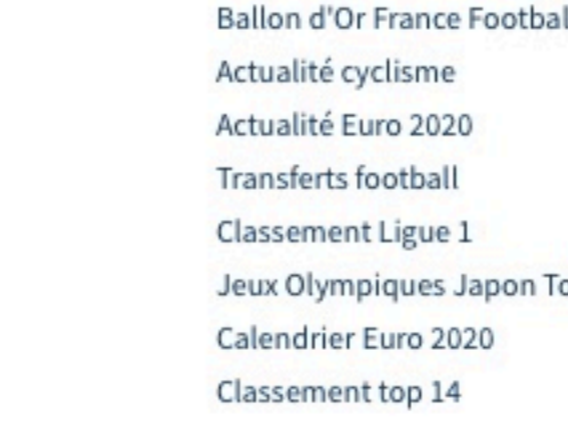 Ballon d'Or France Footbal
Actualité cyclisme
Actualité Euro 2020
Transferts football
Classement Ligue 1
Jeux Olympiques Japon To
Calendrier Euro 2020
Classement top 14